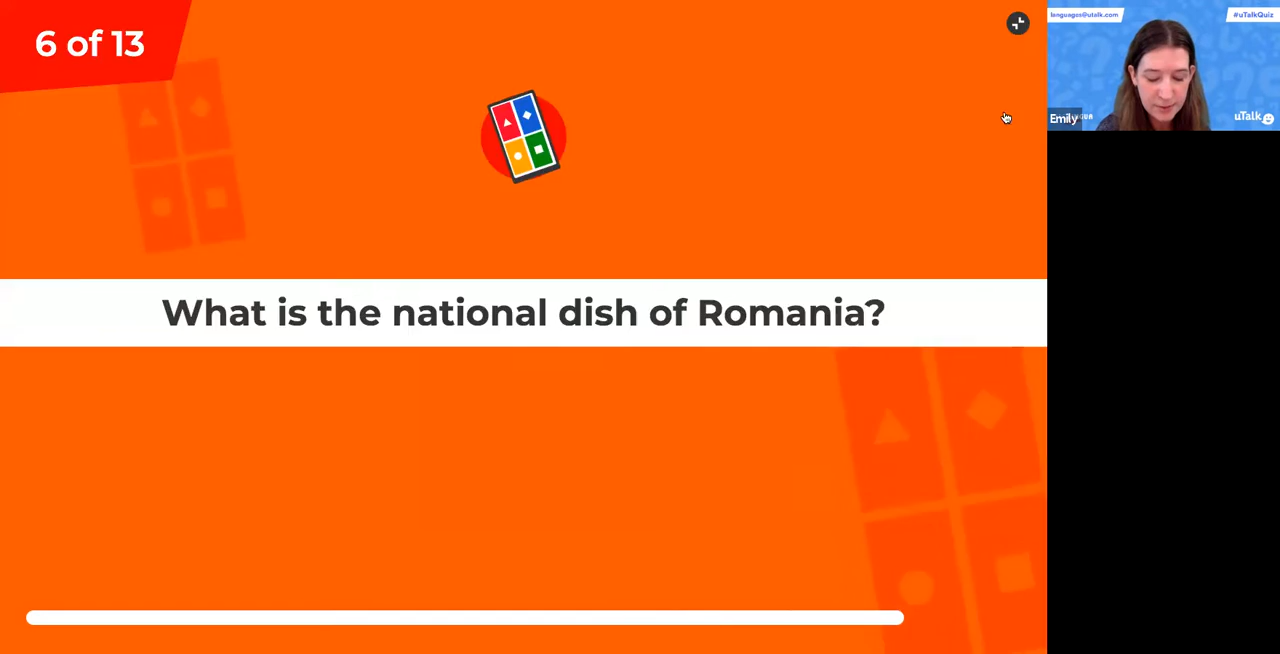 6 of 13
languages@utalk.com
#uTalkQuiz
Emily
uTalk
What is the national dish of Romania?